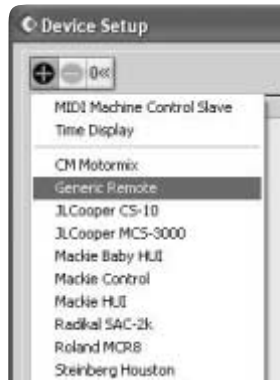 Device Setup
MIDI Machine Control Slave
Time Display
CM Motormix
Generic Remote
JLCooper CS-10
JLCooper MCS-3000
Mackie Baby HUI
Mackie Control
Mackie HUI
Radikal SAC-2k
Roland MCR8
Steinberg Houston